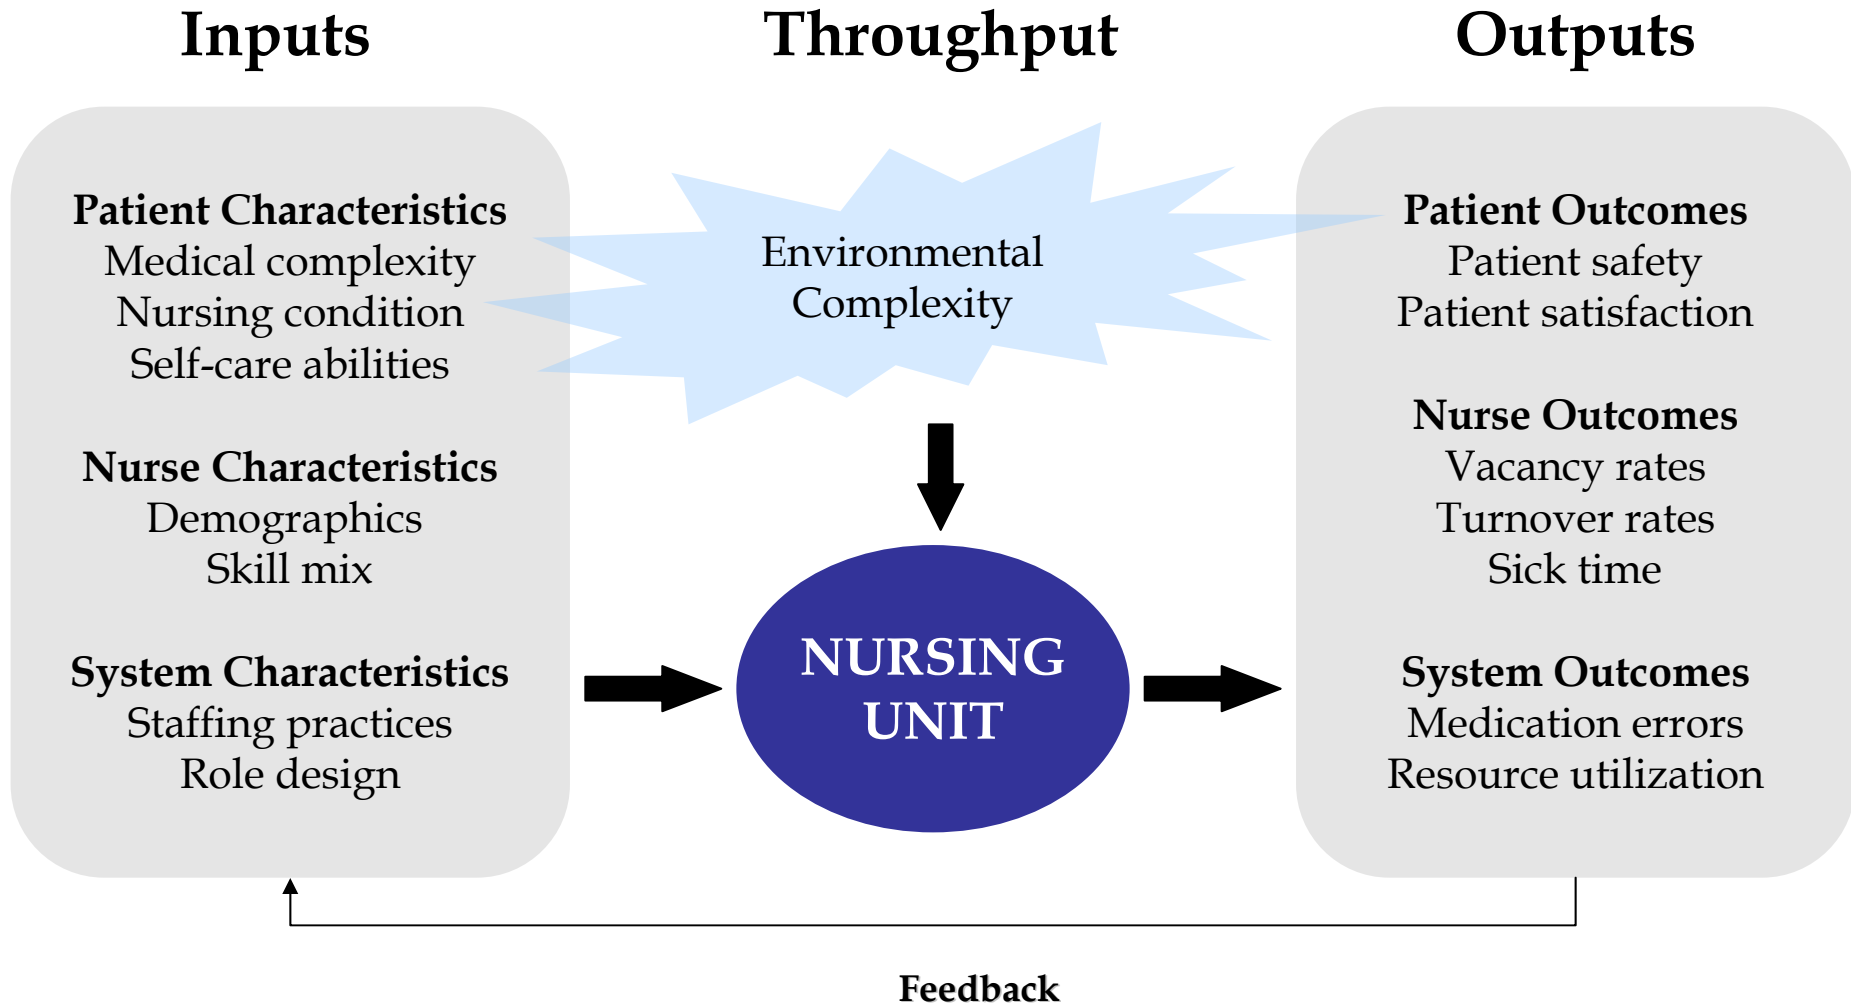 Inputs
Throughput
Outputs
Patient Characteristics
Medical complexity
Nursing condition
Self-care abilities
Nurse Characteristics
Demographics
Skill mix
System Characteristics
Staffing practices
Role design
Environmental
Complexity
NURSING
UNIT
Patient Outcomes
Patient safety
Patient satisfaction
Nurse Outcomes
Vacancy rates
Turnover rates
Sick time
System Outcomes
Medication errors
Resource utilization
Feedback